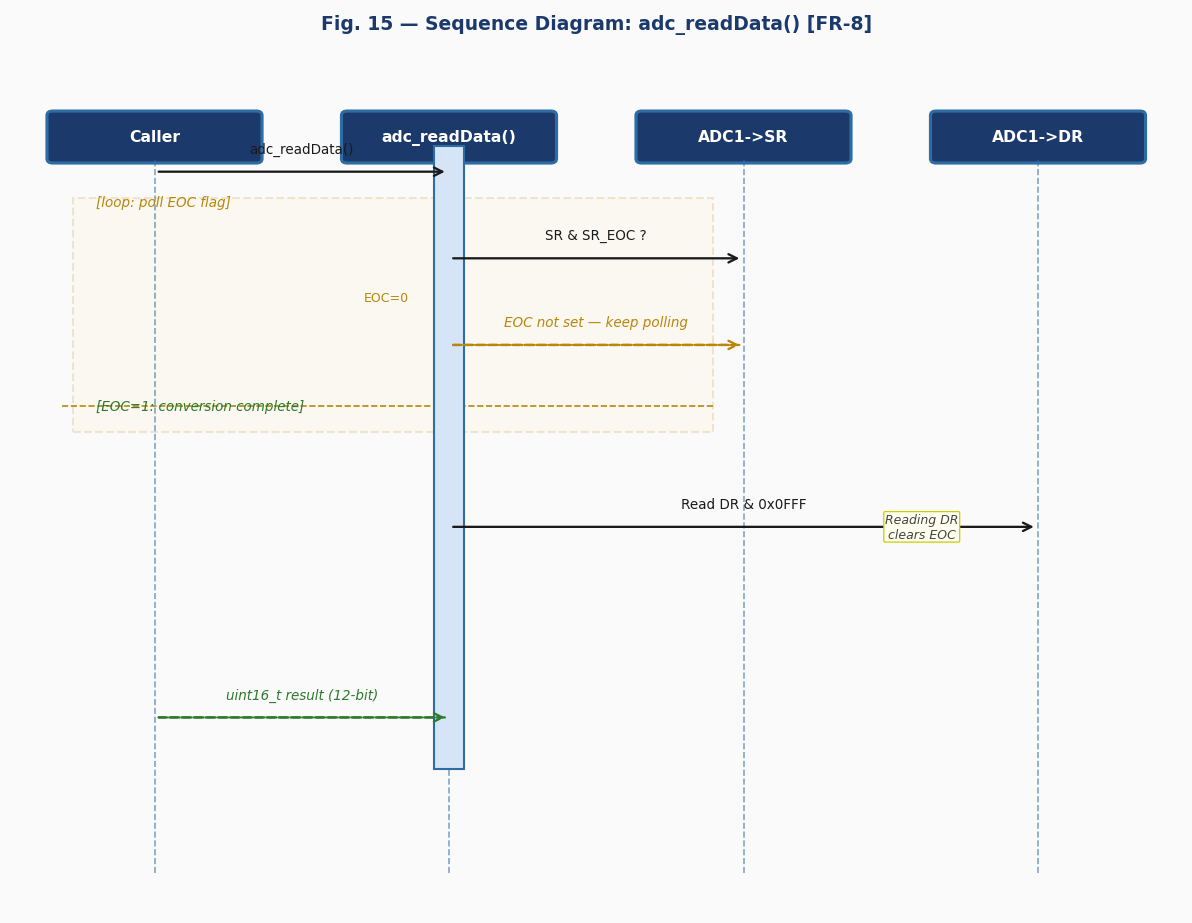 Fig. 15 — Sequence Diagram: adc_readData() [FR-8]
Caller
adc_readData()
ADC1->SR
ADC1->DR
adc_readData()
[loop: poll EOC flag]
SR & SR_EOC ?
EOC=0
EOC not set — keep polling
[EOC=1: conversion complete]
Read DR & 0x0FFF
Reading DR
clears EOC
uint16_t result (12-bit)